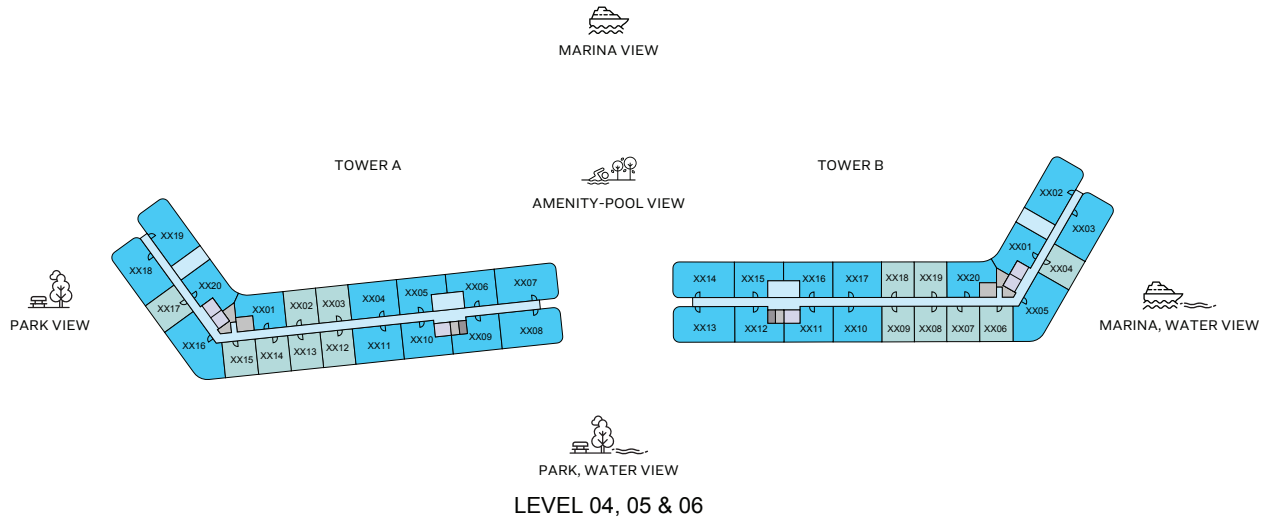 MARINA VIEW
TOWER A
TOWER B
AMENITY-POOL VIEW
XX19
XX18
XX20
XX17
XX16
XX01
XX02
XX03
XX04
XX05
XX06
XX07
XX15
XX14
XX13
XX12
XX11
XX10
XX09
XX08
XX02
XX03
XX01
XX04
XX05
XX14
XX15
XX16
XX17
XX18
XX19
XX20
XX13
XX12
XX11
XX10
XX09
XX08
XX07
XX06
PARK VIEW
MARINA, WATER VIEW
PARK, WATER VIEW
LEVEL 04, 05 & 06